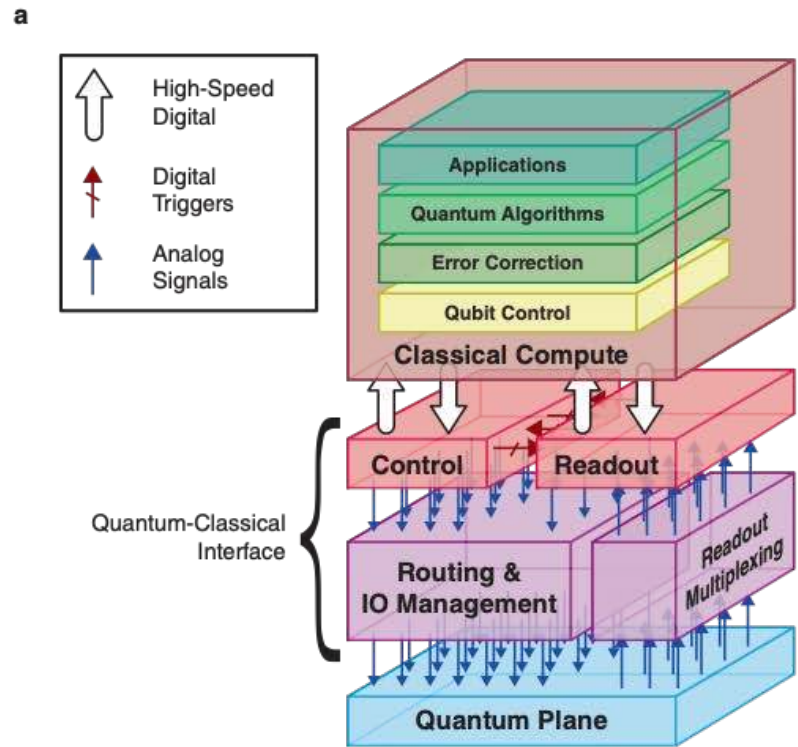 a
High-Speed
Digital
Digital
Triggers
Analog
Signals
Applications
Quantum Algorithms
Error Correction
Qubit Control
Classical Compute
Control
Readout
Quantum-Classical
Interface
Routing &
IO Management
Readout
Multiplexing
Quantum Plane